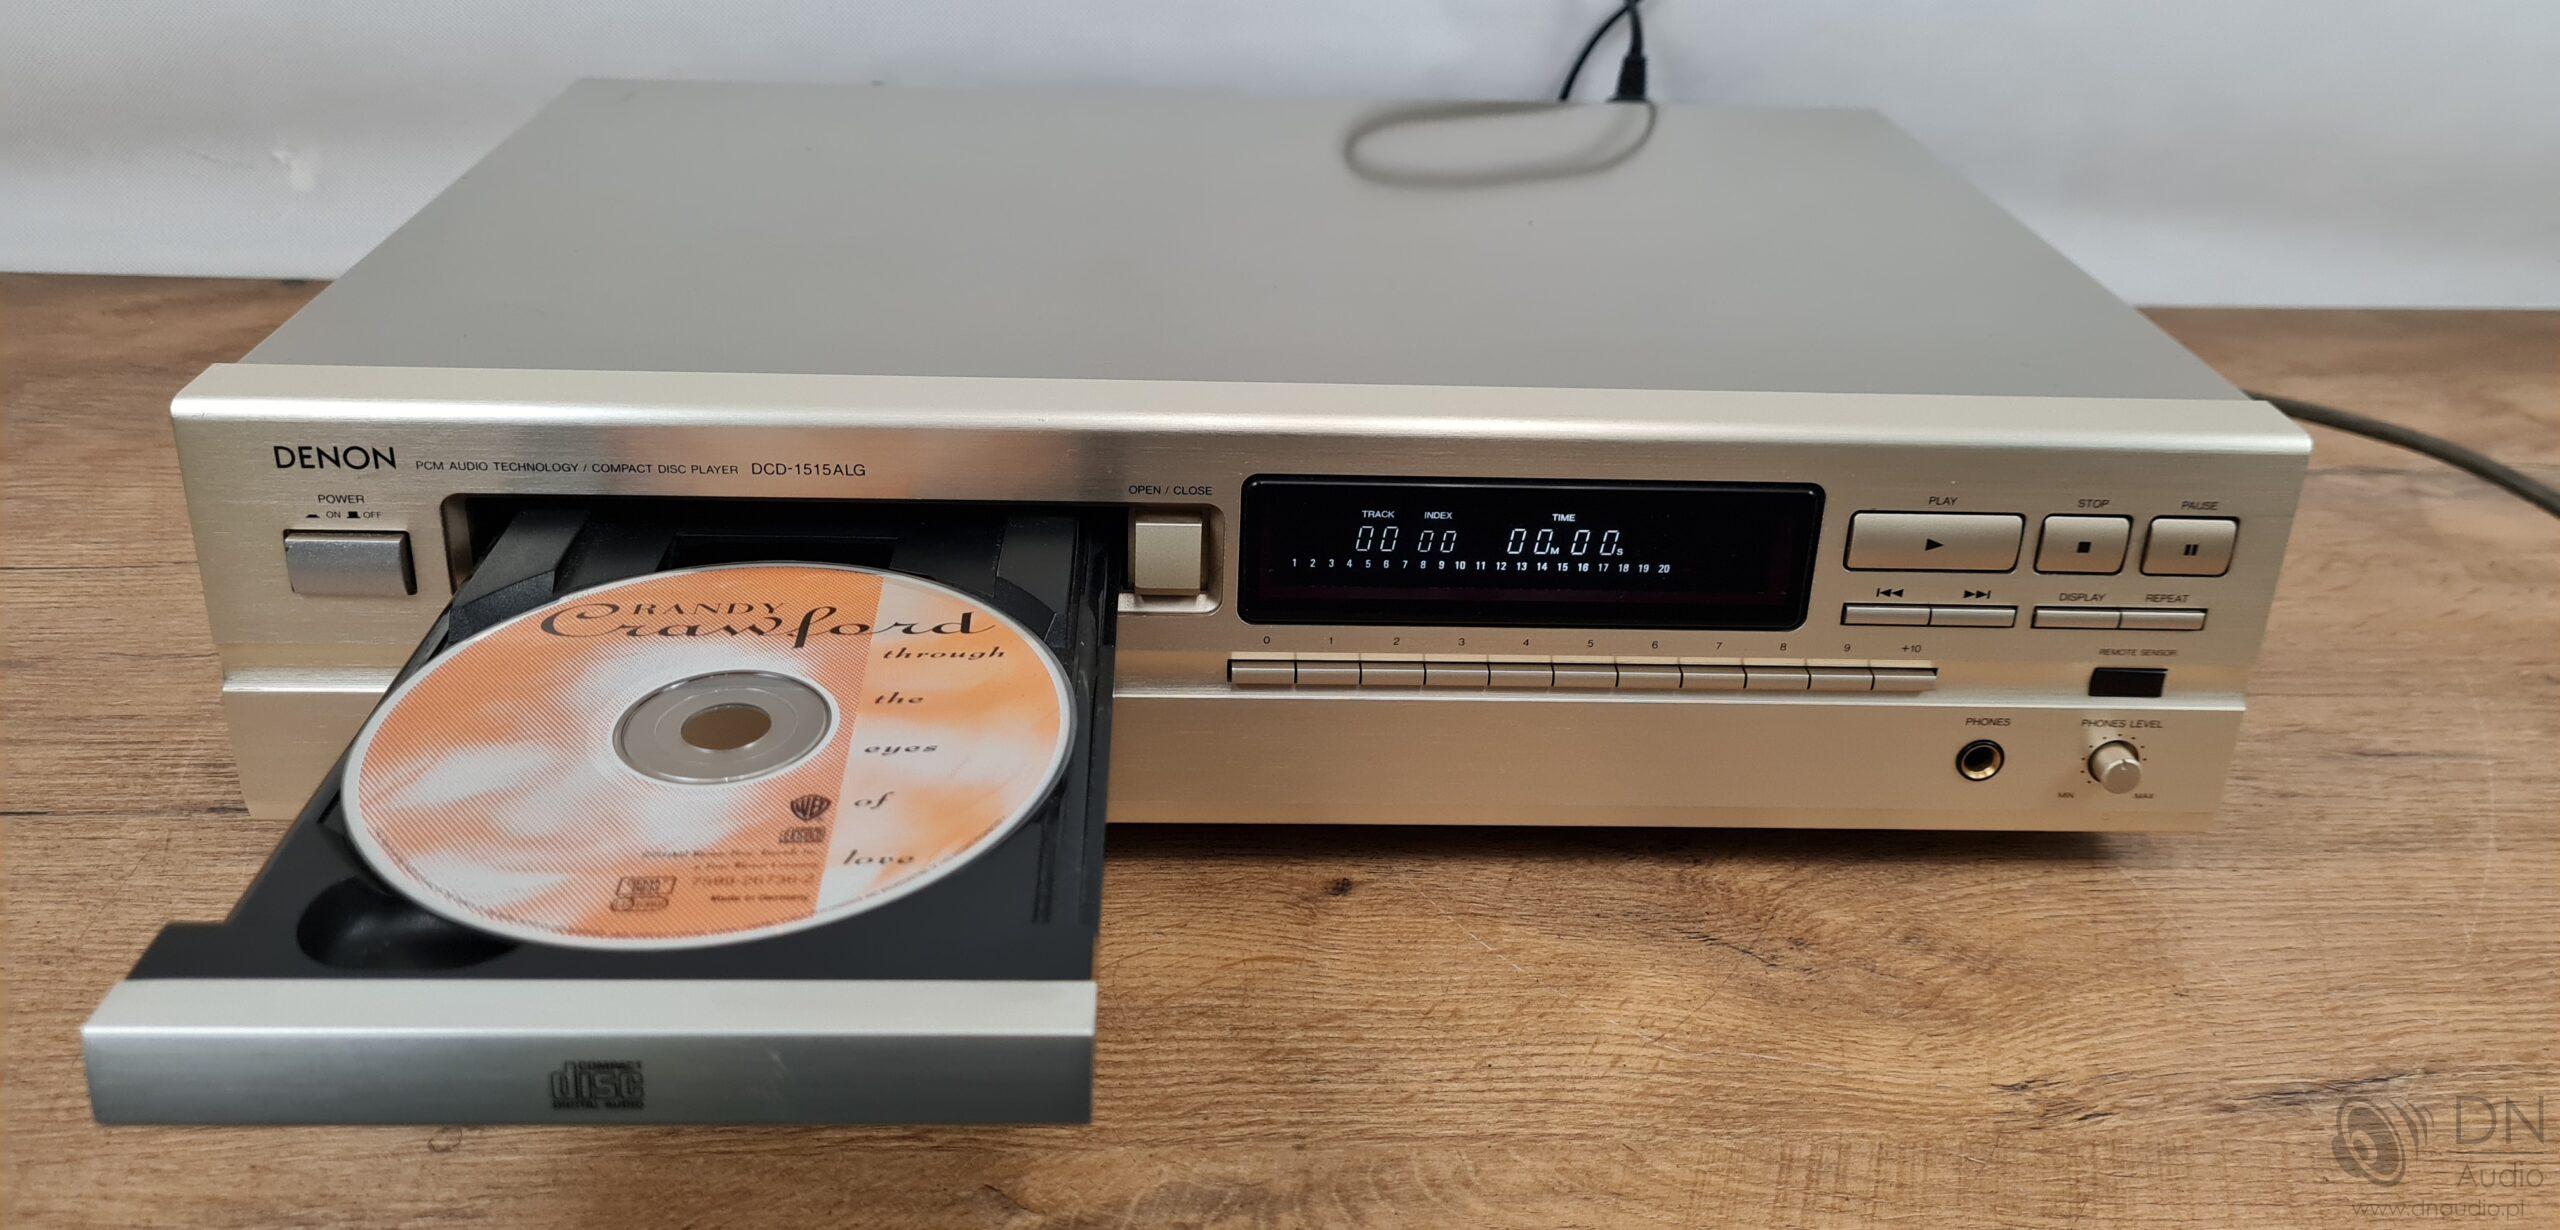 DENON PCM AUDIO TECHNOLOGY / COMPACT DISC PLAYER DCD-1515ALG
POWER
ON OFF
OPEN / CLOSE
TRACK INDEX TIME
00 00 00M 00S
1 2 3 4 5 6 7 8 9 10 11 12 13 14 15 16 17 18 19 20
PLAY STOP PAUSE
DISPLAY REPEAT
0 1 2 3 4 5 6 7 8 9 +10
REMOTE SENSOR
PHONES PHONES LEVEL
MIN MAX
RANDY
Crawford
through
the
eyes
of
love
7599-26736-2
Made in Germany
COMPACT
disc
DIGITAL AUDIO
DN
Audio
www.dnaudio.pl